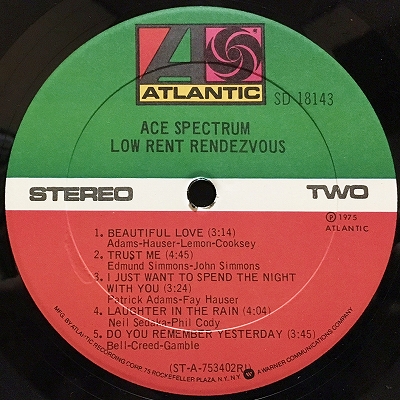 ATLANTIC
SD 18143
ACE SPECTRUM
LOW RENT RENDEZVOUS
STEREO
TWO
Ⓟ 1975
ATLANTIC
1. BEAUTIFUL LOVE (3:14)
Adams-Hauser-Lemon-Cooksey
2. TRUST ME (4:45)
Edmund Simmons-John Simmons
3. I JUST WANT TO SPEND THE NIGHT
WITH YOU (3:24)
Patrick Adams-Fay Hauser
4. LAUGHTER IN THE RAIN (4:04)
Neil Sedaka-Phil Cody
5. DO YOU REMEMBER YESTERDAY (3:45)
Bell-Creed-Gamble
(ST-A-753402RI)
MFG. BY ATLANTIC RECORDING CORP. 75 ROCKEFELLER PLAZA, N.Y. N.Y. A WARNER COMMUNICATIONS COMPANY